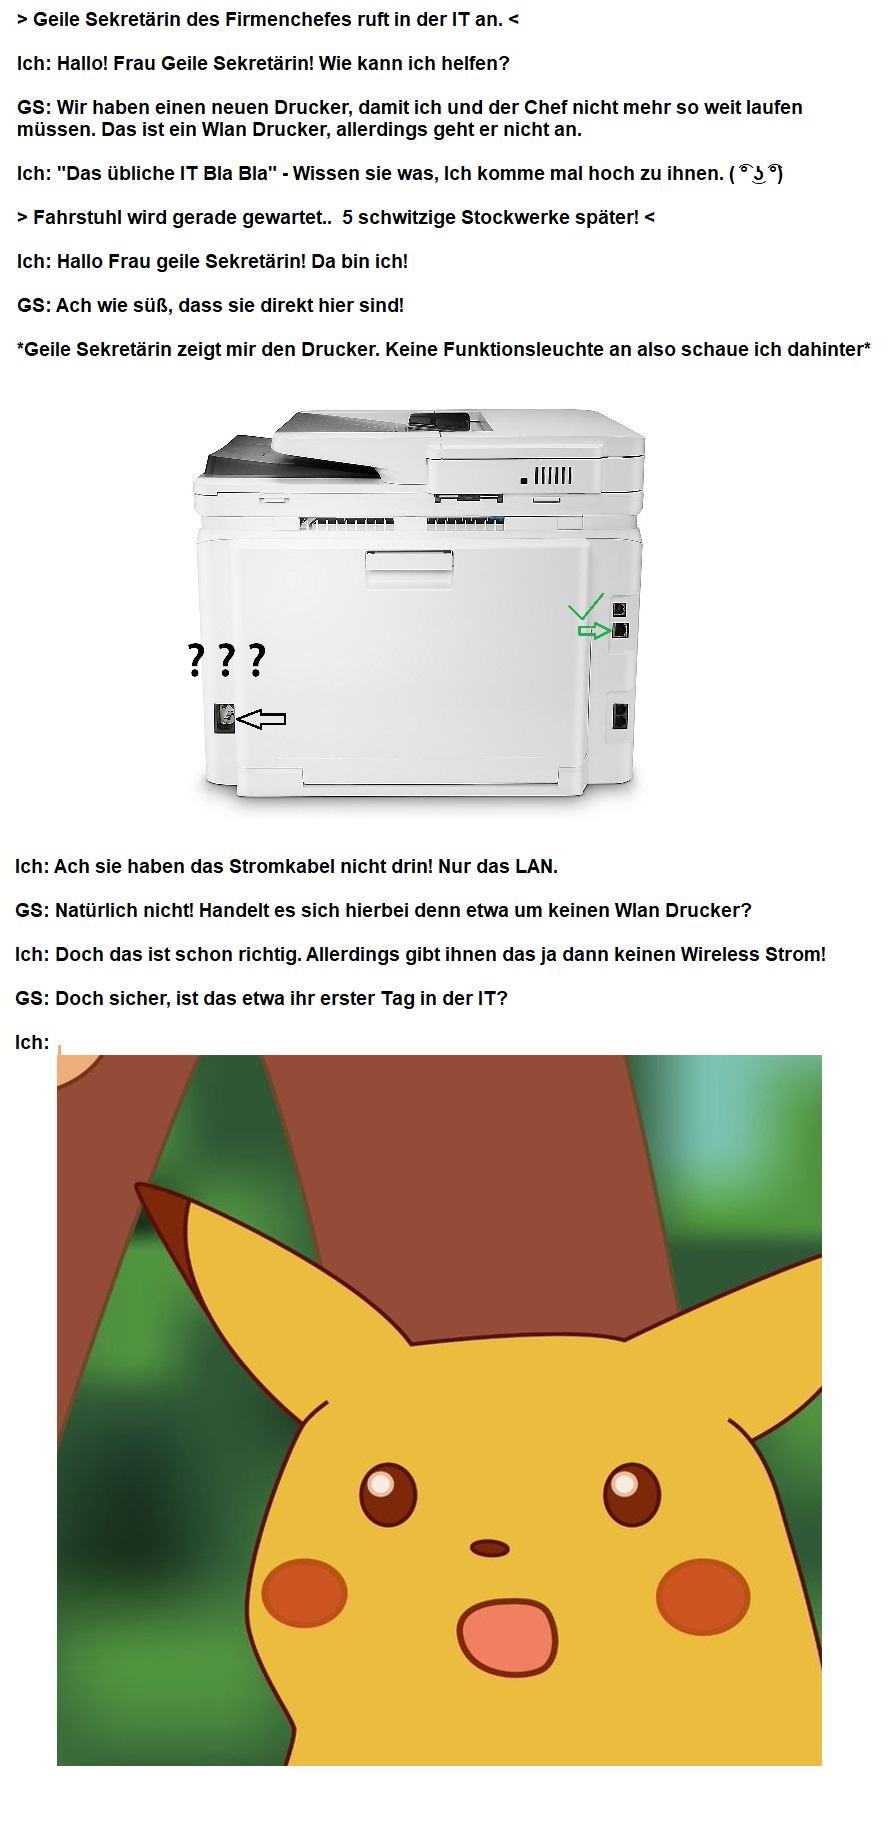 > Geile Sekretärin des Firmenchefes ruft in der IT an. <
Ich: Hallo! Frau Geile Sekretärin! Wie kann ich helfen?
GS: Wir haben einen neuen Drucker, damit ich und der Chef nicht mehr so weit laufen
müssen. Das ist ein Wlan Drucker, allerdings geht er nicht an.
Ich: "Das übliche IT Bla Bla" - Wissen sie was, Ich komme mal hoch zu ihnen. ( ͡° ͜ʖ ͡°)
> Fahrstuhl wird gerade gewartet..  5 schwitzige Stockwerke später! <
Ich: Hallo Frau geile Sekretärin! Da bin ich!
GS: Ach wie süß, dass sie direkt hier sind!
*Geile Sekretärin zeigt mir den Drucker. Keine Funktionsleuchte an also schaue ich dahinter*
? ? ?
Ich: Ach sie haben das Stromkabel nicht drin! Nur das LAN.
GS: Natürlich nicht! Handelt es sich hierbei denn etwa um keinen Wlan Drucker?
Ich: Doch das ist schon richtig. Allerdings gibt ihnen das ja dann keinen Wireless Strom!
GS: Doch sicher, ist das etwa ihr erster Tag in der IT?
Ich: